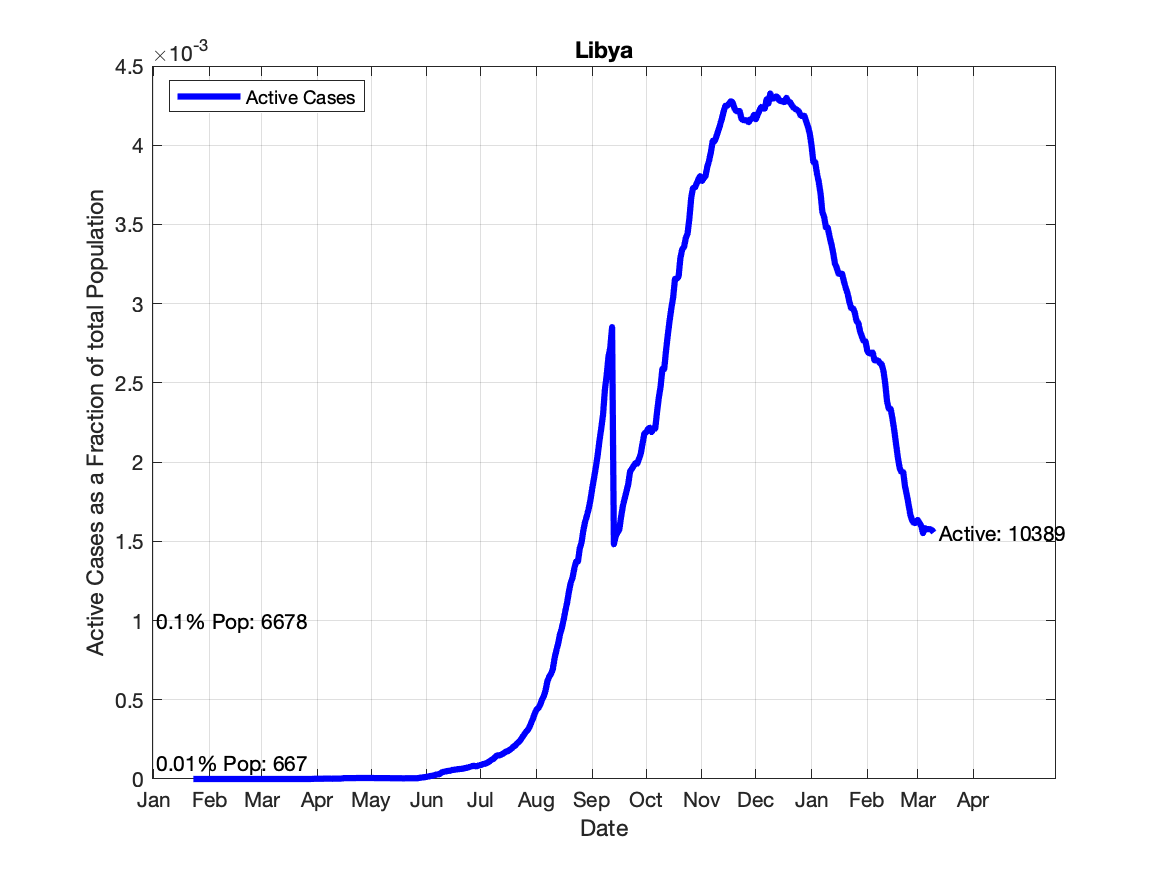 ×10-3
Libya
4.5
Active Cases
4
3.5
3
2.5
2
1.5
1
0.5
0
Active Cases as a Fraction of total Population
Active: 10389
0.1% Pop: 6678
0.01% Pop: 667
Jan Feb Mar Apr May Jun Jul Aug Sep Oct Nov Dec Jan Feb Mar Apr
Date